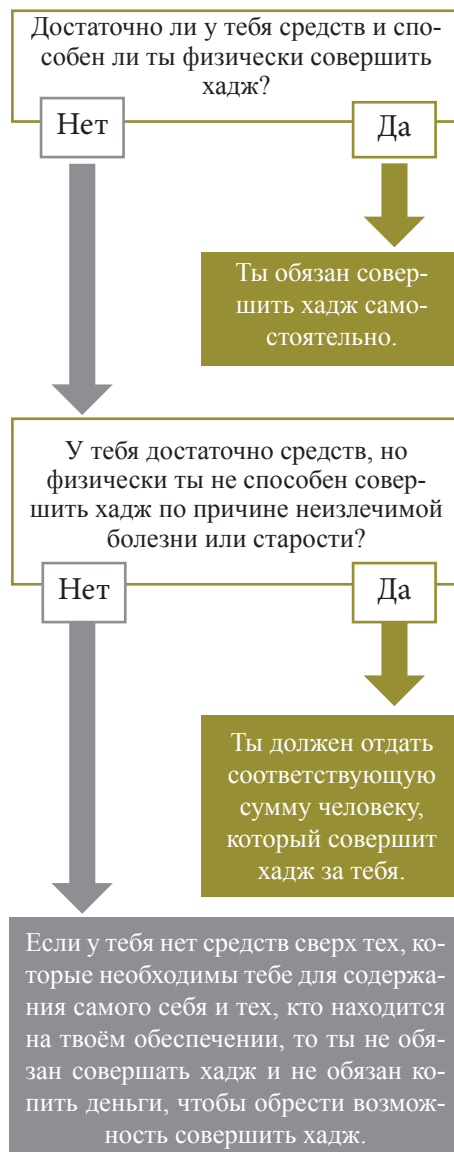 Достаточно ли у тебя средств и спо-
собен ли ты физически совершить
хадж?
Нет
Да
Ты обязан совер-
шить хадж само-
стоятельно.
У тебя достаточно средств, но
физически ты не способен совер-
шить хадж по причине неизлечимой
болезни или старости?
Нет
Да
Ты должен отдать
соответствующую
сумму человеку,
который совершит
хадж за тебя.
Если у тебя нет средств сверх тех, ко-
торые необходимы тебе для содержа-
ния самого себя и тех, кто находится
на твоём обеспечении, то ты не обя-
зан совершать хадж и не обязан ко-
пить деньги, чтобы обрести возмож-
ность совершить хадж.